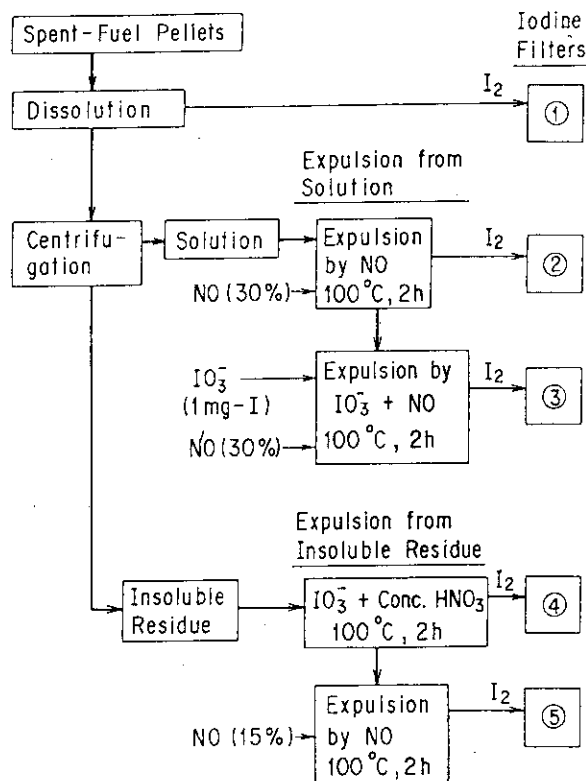 Spent-Fuel Pellets
Iodine
Filters
Dissolution
I2
①
Expulsion from
Solution
Centrifu-
gation
Solution
Expulsion
by NO
100°C, 2h
NO (30%)
I2
②
IO3-
(1 mg-I)
NO (30%)
Expulsion by
IO3- + NO
100°C, 2h
I2
③
Expulsion from
Insoluble Residue
Insoluble
Residue
IO3- + Conc. HNO3
100°C, 2h
I2
④
NO (15%)
Expulsion
by NO
100°C, 2h
I2
⑤